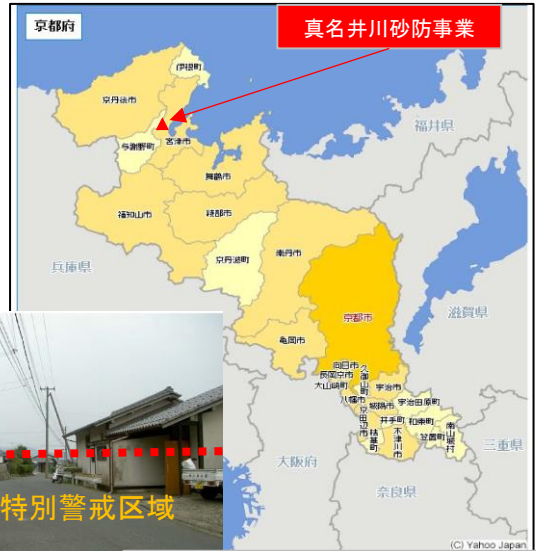 京都府
真名井川砂防事業
伊根町
京丹後市
福井県
与謝野町
宮津市
舞鶴市
福知山市
綾部市
京丹波町
南丹市
兵庫県
京都市
滋賀県
亀岡市
向日市
長岡京市
大山崎町
久御山町
宇治市
八幡市
城陽市
宇治田原町
京田辺市
井手町
和束町
南山城村
笠置町
精華町
木津川市
三重県
大阪府
奈良県
特別警戒区域
(C) Yahoo Japan